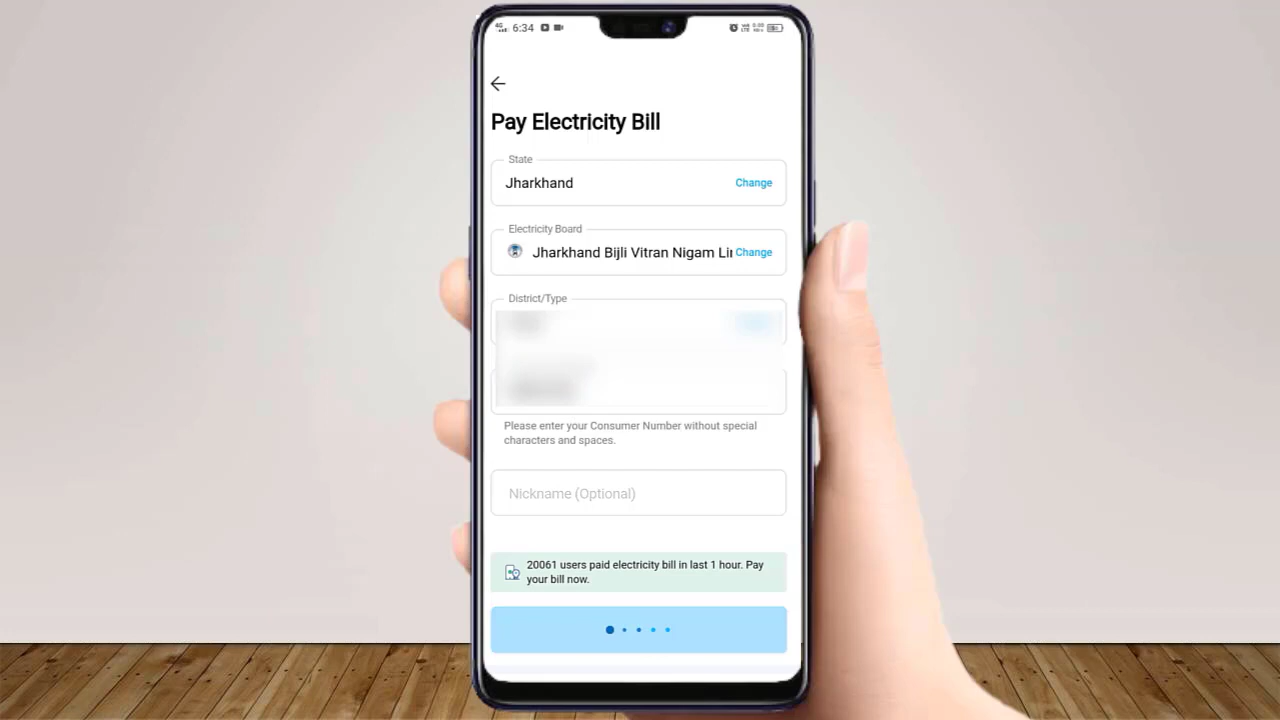 6:34
Pay Electricity Bill
State
Jharkhand
Change
Electricity Board
Jharkhand Bijli Vitran Nigam Li
Change
District/Type
Please enter your Consumer Number without special
characters and spaces.
Nickname (Optional)
20061 users paid electricity bill in last 1 hour. Pay
your bill now.